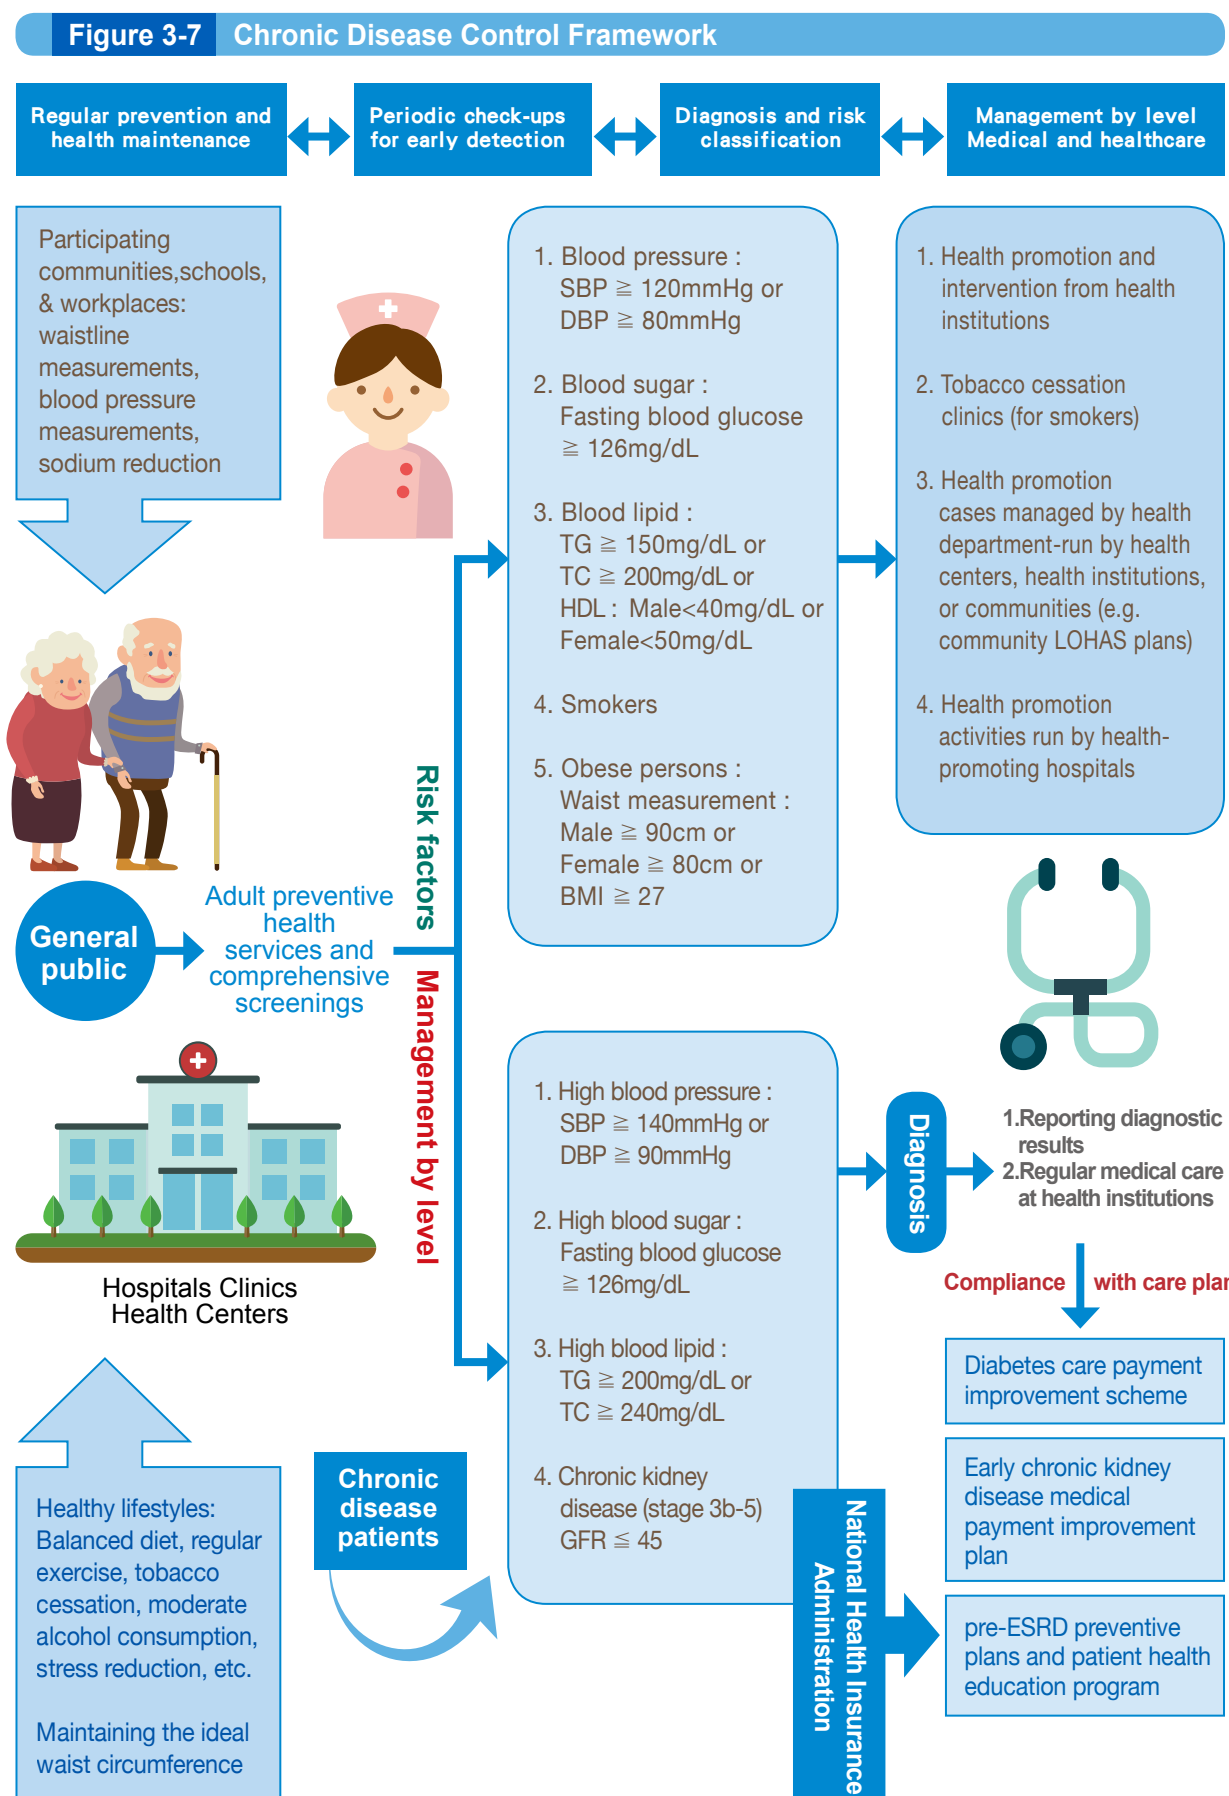 Figure 3-7 Chronic Disease Control Framework
Regular prevention and
health maintenance
Periodic check-ups
for early detection
Diagnosis and risk
classification
Management by level
Medical and healthcare
Participating
communities,schools,
& workplaces:
waistline
measurements,
blood pressure
measurements,
sodium reduction
General
public
Adult preventive
health
services and
comprehensive
screenings
Hospitals Clinics
Health Centers
Healthy lifestyles:
Balanced diet, regular
exercise, tobacco
cessation, moderate
alcohol consumption,
stress reduction, etc.
Maintaining the ideal
waist circumference
Risk factors
Management by level
Chronic
disease
patients
1. Blood pressure :
SBP ≧ 120mmHg or
DBP ≧ 80mmHg
2. Blood sugar :
Fasting blood glucose
≧ 126mg/dL
3. Blood lipid :
TG ≧ 150mg/dL or
TC ≧ 200mg/dL or
HDL : Male<40mg/dL or
Female<50mg/dL
4. Smokers
5. Obese persons :
Waist measurement :
Male ≧ 90cm or
Female ≧ 80cm or
BMI ≧ 27
1. High blood pressure :
SBP ≧ 140mmHg or
DBP ≧ 90mmHg
2. High blood sugar :
Fasting blood glucose
≧ 126mg/dL
3. High blood lipid :
TG ≧ 200mg/dL or
TC ≧ 240mg/dL
4. Chronic kidney
disease (stage 3b-5)
GFR ≦ 45
1. Health promotion and
intervention from health
institutions
2. Tobacco cessation
clinics (for smokers)
3. Health promotion
cases managed by health
department-run by health
centers, health institutions,
or communities (e.g.
community LOHAS plans)
4. Health promotion
activities run by health-
promoting hospitals
Diagnosis
1.Reporting diagnostic
results
2.Regular medical care
at health institutions
Compliance with care plan
National Health Insurance
Administration
Diabetes care payment
improvement scheme
Early chronic kidney
disease medical
payment improvement
plan
pre-ESRD preventive
plans and patient health
education program